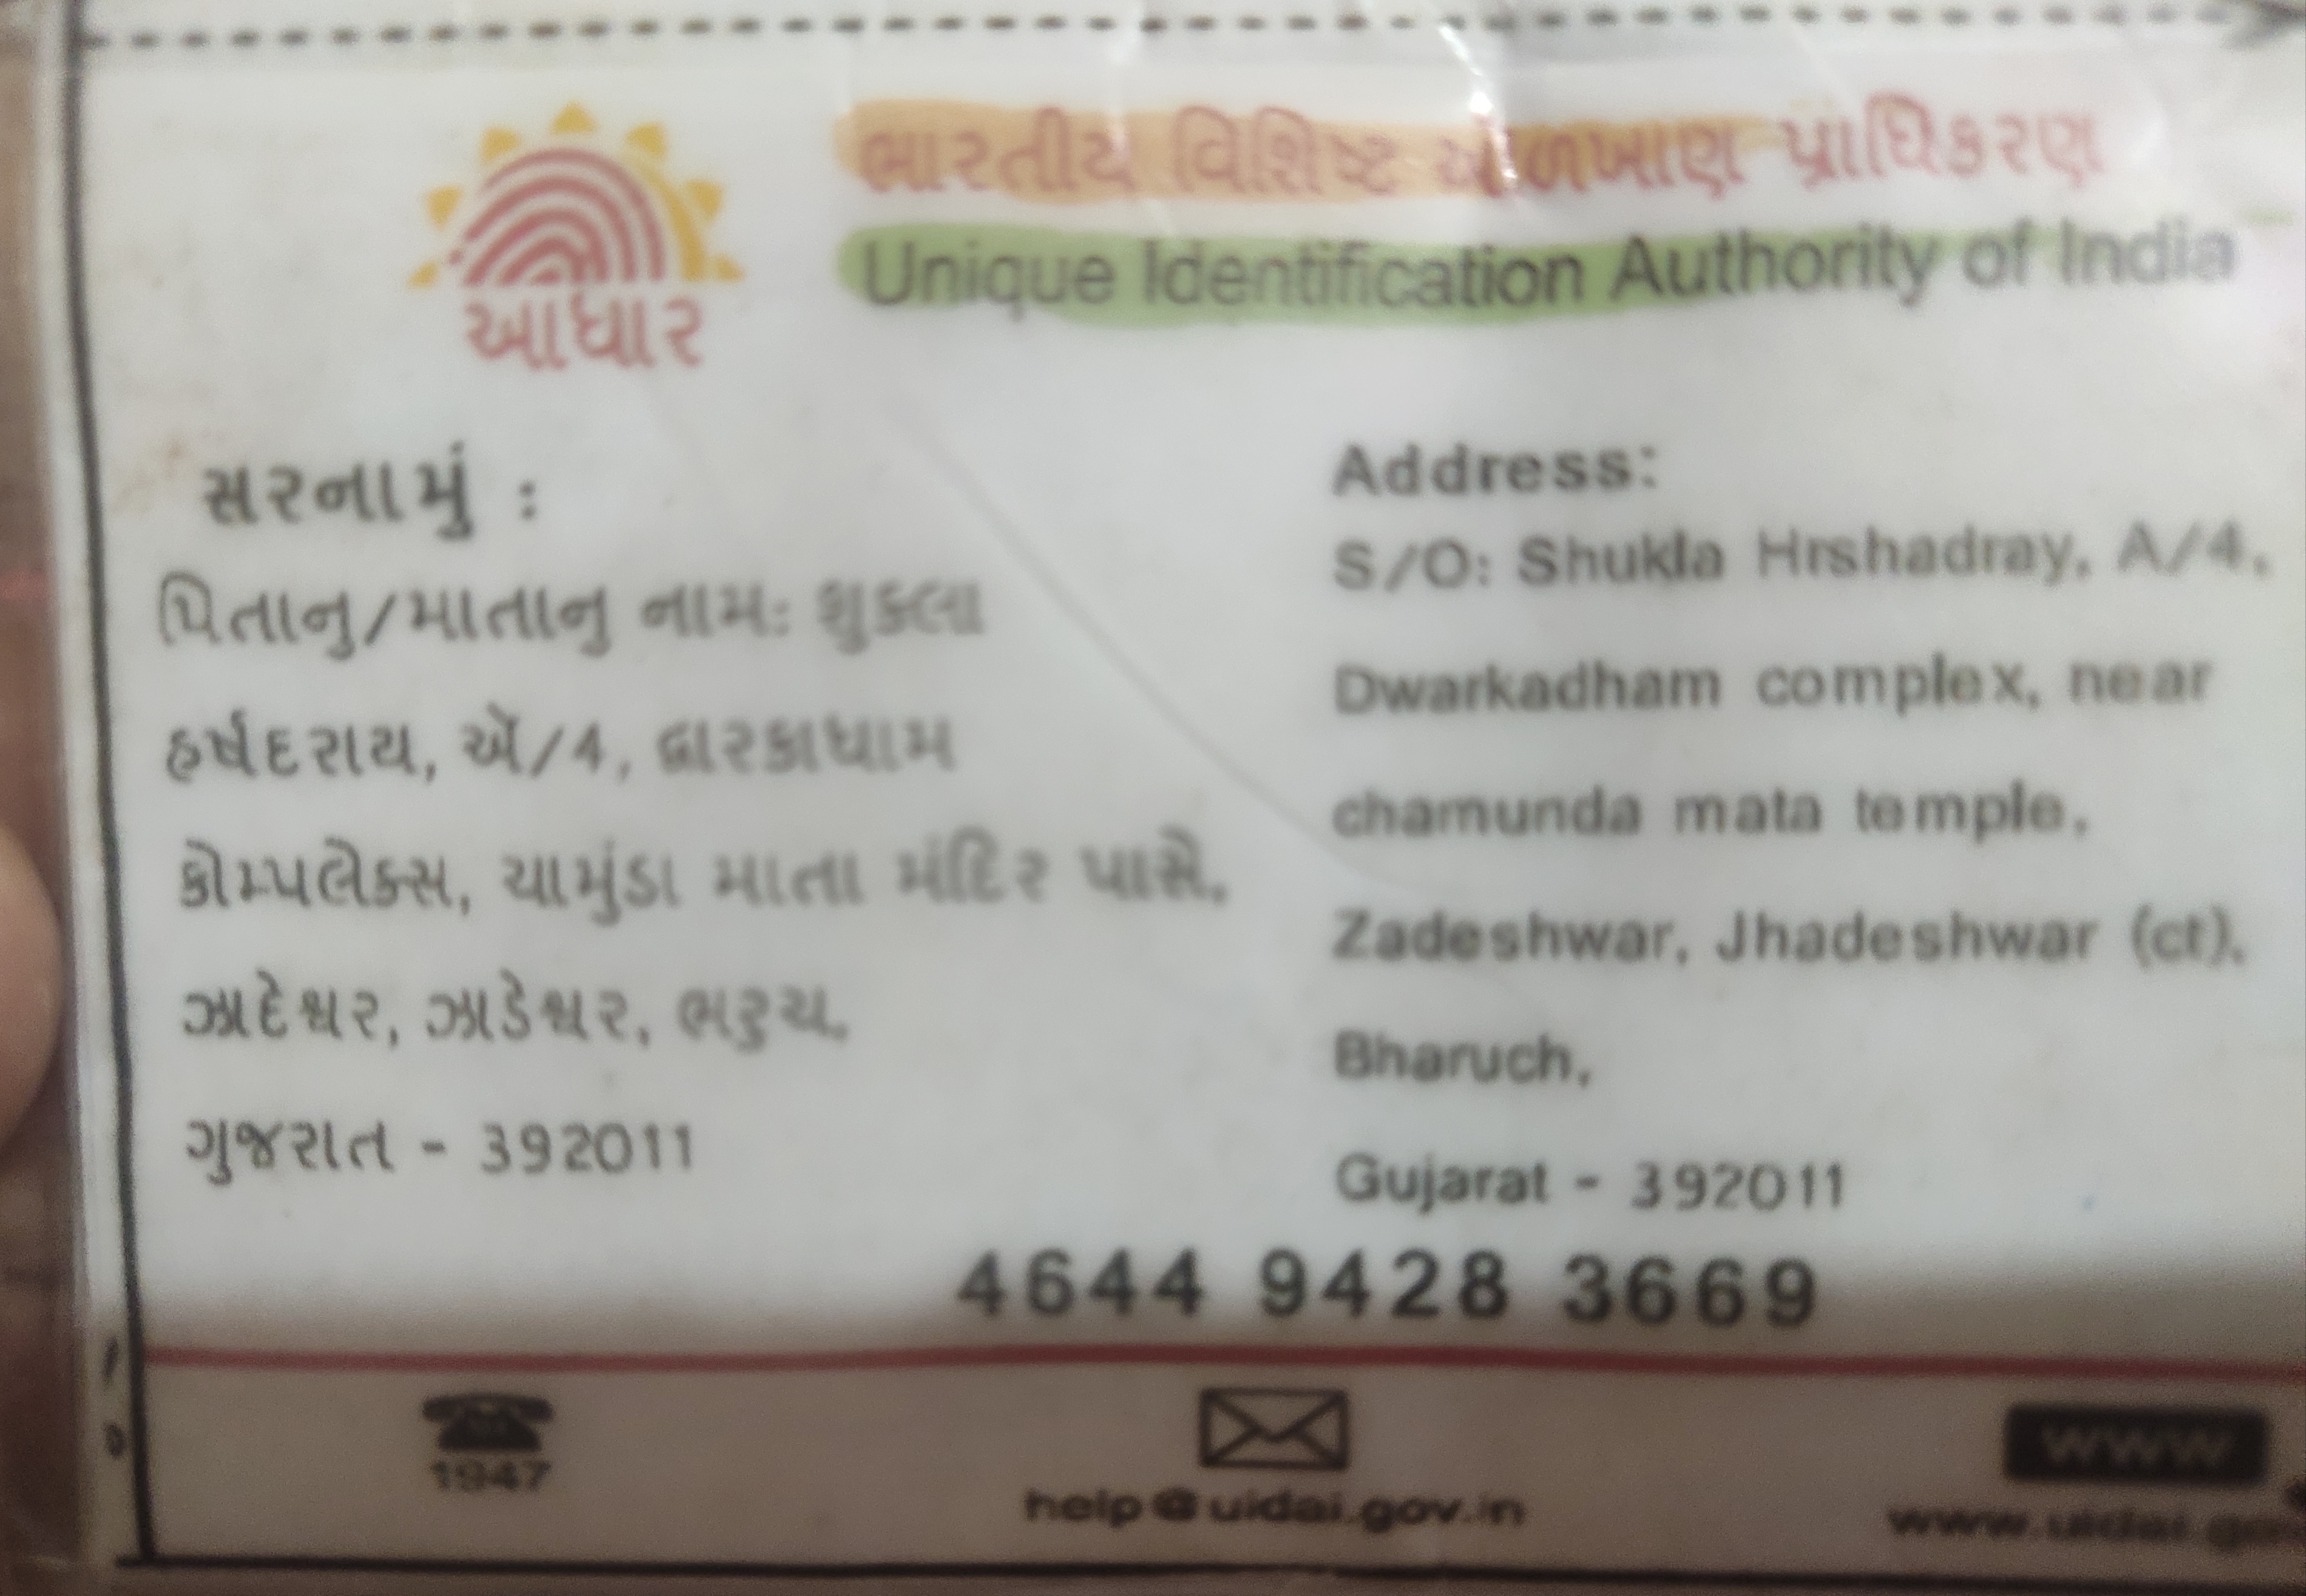 ભારતીય વિશિષ્ટ ઓળખાણ પ્રાધિકરણ
Unique Identification Authority of India
આધાર
સરનામું :
પિતાનુ/માતાનુ નામ: શુક્લા
હર્ષદરાય, એ/4, દ્વારકાધામ
કોમ્પલેક્સ, ચામુંડા માતા મંદિર પાસે,
ઝાદેશ્વર, ઝાડેશ્વર, ભરુચ,
ગુજરાત - 392011
Address:
S/O: Shukla Hrshadray, A/4,
Dwarkadham complex, near
chamunda mata temple,
Zadeshwar, Jhadeshwar (ct),
Bharuch,
Gujarat - 392011
4644 9428 3669
1947
help@uidai.gov.in
www
www.uidai.go